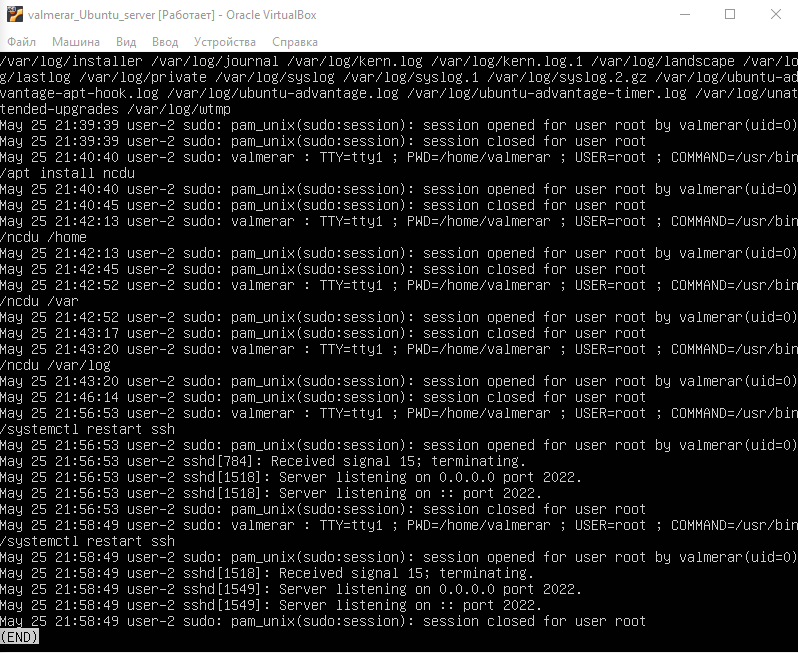 valmerar_Ubuntu_server [Работает] - Oracle VirtualBox
Файл Машина Вид Ввод Устройства Справка
/var/log/installer /var/log/journal /var/log/kern.log /var/log/kern.log.1 /var/log/landscape /var/lo
g/lastlog /var/log/private /var/log/syslog /var/log/syslog.1 /var/log/syslog.2.gz /var/log/ubuntu-ad
vantage-apt-hook.log /var/log/ubuntu-advantage.log /var/log/ubuntu-advantage-timer.log /var/log/unat
tended-upgrades /var/log/wtmp
May 25 21:39:39 user-2 sudo: pam_unix(sudo:session): session opened for user root by valmerar(uid=0)
May 25 21:39:39 user-2 sudo: pam_unix(sudo:session): session closed for user root
May 25 21:40:40 user-2 sudo: valmerar : TTY=tty1 ; PWD=/home/valmerar ; USER=root ; COMMAND=/usr/bin
/apt install ncdu
May 25 21:40:40 user-2 sudo: pam_unix(sudo:session): session opened for user root by valmerar(uid=0)
May 25 21:40:45 user-2 sudo: pam_unix(sudo:session): session closed for user root
May 25 21:42:13 user-2 sudo: valmerar : TTY=tty1 ; PWD=/home/valmerar ; USER=root ; COMMAND=/usr/bin
/ncdu /home
May 25 21:42:13 user-2 sudo: pam_unix(sudo:session): session opened for user root by valmerar(uid=0)
May 25 21:42:45 user-2 sudo: pam_unix(sudo:session): session closed for user root
May 25 21:42:52 user-2 sudo: valmerar : TTY=tty1 ; PWD=/home/valmerar ; USER=root ; COMMAND=/usr/bin
/ncdu /var
May 25 21:42:52 user-2 sudo: pam_unix(sudo:session): session opened for user root by valmerar(uid=0)
May 25 21:43:17 user-2 sudo: pam_unix(sudo:session): session closed for user root
May 25 21:43:20 user-2 sudo: valmerar : TTY=tty1 ; PWD=/home/valmerar ; USER=root ; COMMAND=/usr/bin
/ncdu /var/log
May 25 21:43:20 user-2 sudo: pam_unix(sudo:session): session opened for user root by valmerar(uid=0)
May 25 21:46:14 user-2 sudo: pam_unix(sudo:session): session closed for user root
May 25 21:56:53 user-2 sudo: valmerar : TTY=tty1 ; PWD=/home/valmerar ; USER=root ; COMMAND=/usr/bin
/systemctl restart ssh
May 25 21:56:53 user-2 sudo: pam_unix(sudo:session): session opened for user root by valmerar(uid=0)
May 25 21:56:53 user-2 sshd[784]: Received signal 15; terminating.
May 25 21:56:53 user-2 sshd[1518]: Server listening on 0.0.0.0 port 2022.
May 25 21:56:53 user-2 sshd[1518]: Server listening on :: port 2022.
May 25 21:56:53 user-2 sudo: pam_unix(sudo:session): session closed for user root
May 25 21:58:49 user-2 sudo: valmerar : TTY=tty1 ; PWD=/home/valmerar ; USER=root ; COMMAND=/usr/bin
/systemctl restart ssh
May 25 21:58:49 user-2 sudo: pam_unix(sudo:session): session opened for user root by valmerar(uid=0)
May 25 21:58:49 user-2 sshd[1518]: Received signal 15; terminating.
May 25 21:58:49 user-2 sshd[1549]: Server listening on 0.0.0.0 port 2022.
May 25 21:58:49 user-2 sshd[1549]: Server listening on :: port 2022.
May 25 21:58:49 user-2 sudo: pam_unix(sudo:session): session closed for user root
(END)